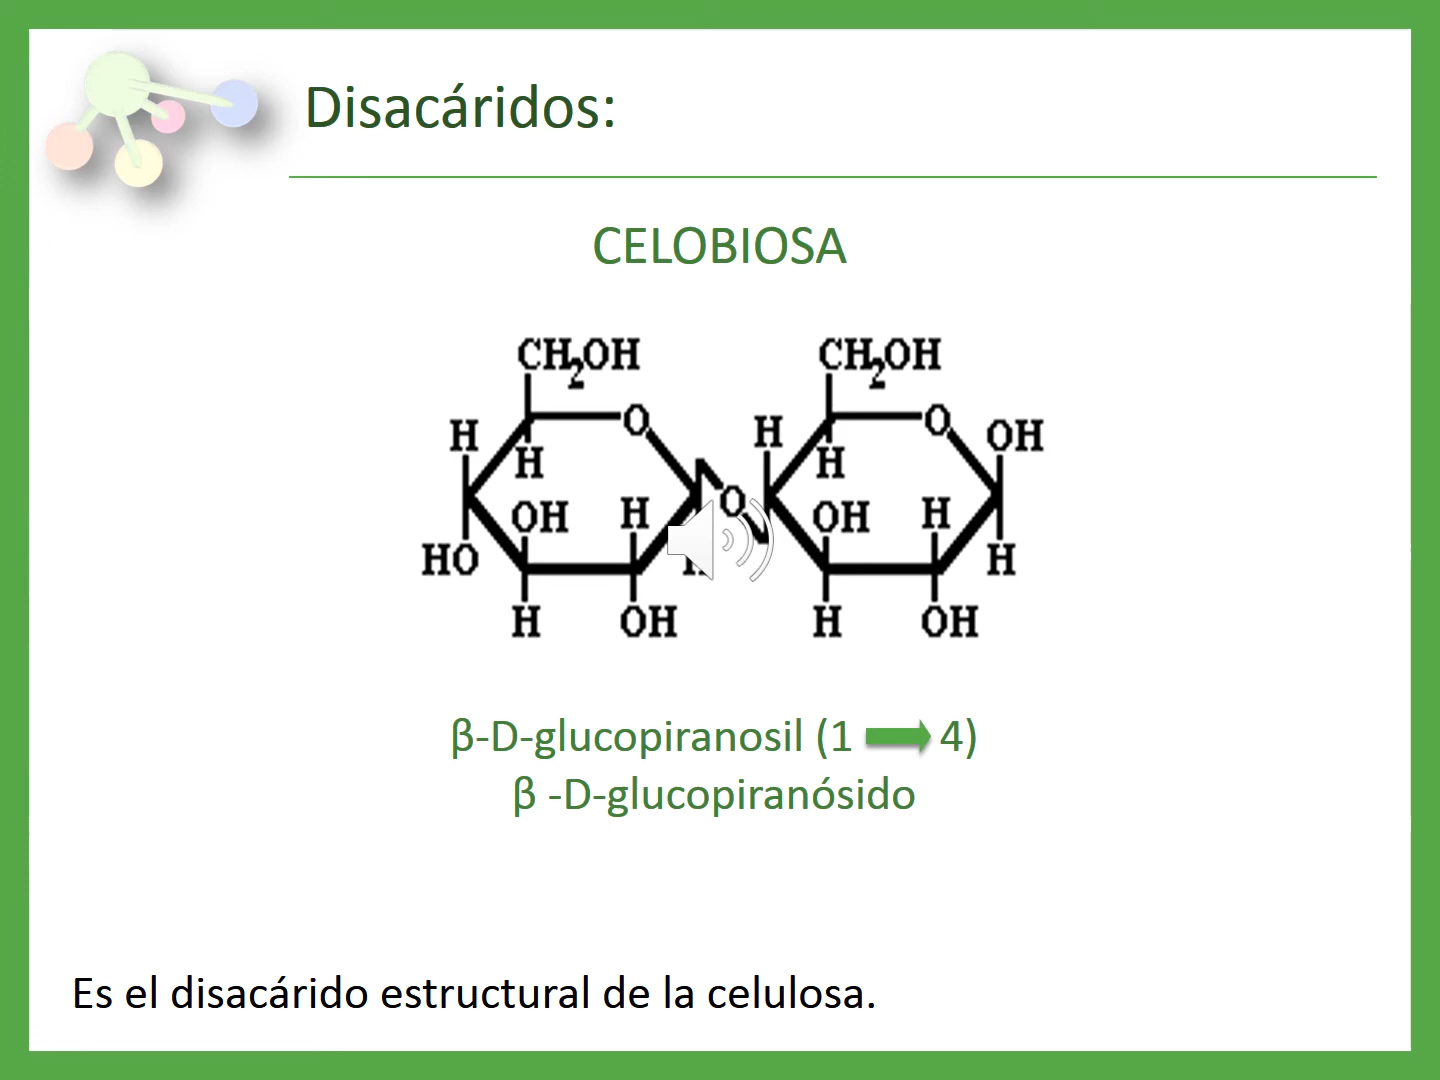 Disacáridos:
CELOBIOSA
CH2OH CH2OH
O O
H H OH
H H
O
OH H OH H
HO H H
H OH H OH
β-D-glucopiranosil (1 4)
β -D-glucopiranósido
Es el disacárido estructural de la celulosa.